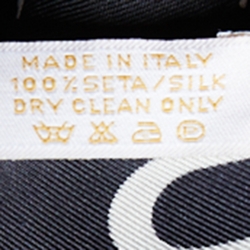 MADE IN ITALY
100% SETA/SILK
DRY CLEAN ONLY